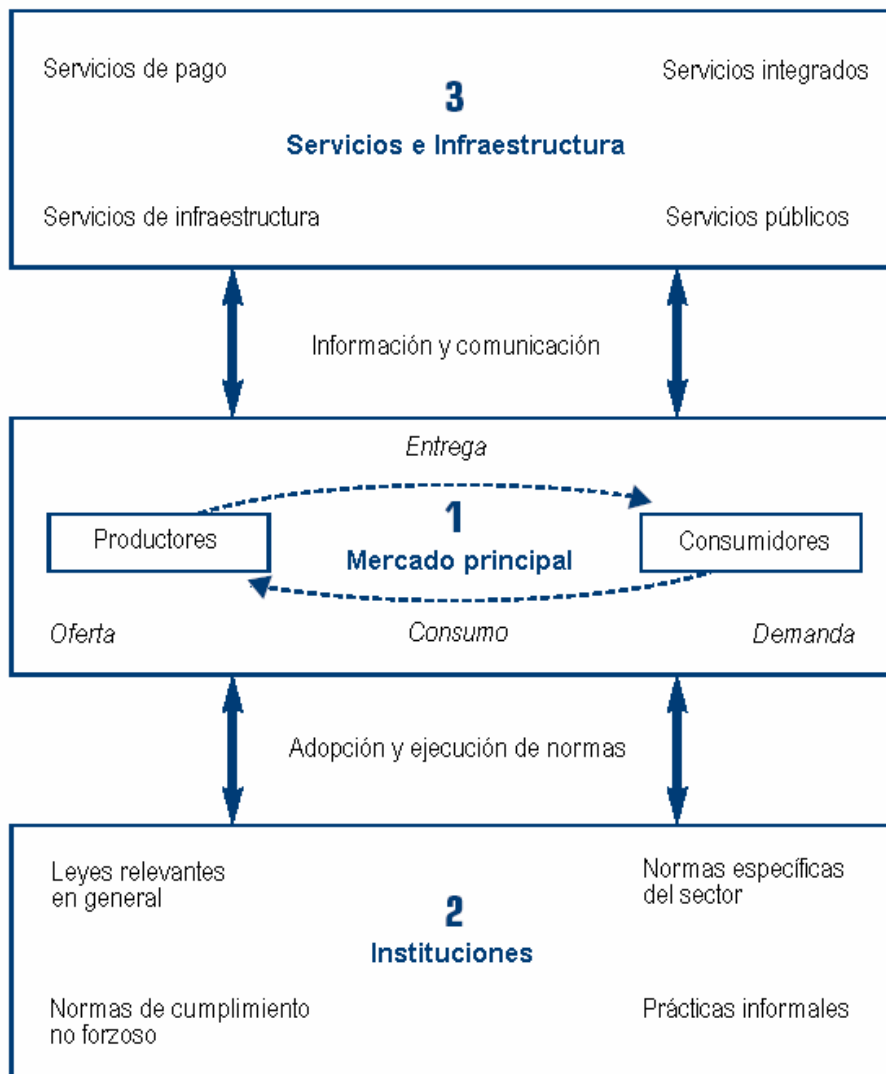 Servicios de pago
Servicios integrados
3
Servicios e Infraestructura
Servicios de infraestructura
Servicios públicos
Información y comunicación
Entrega
1
Productores
Consumidores
Mercado principal
Oferta
Consumo
Demanda
Adopción y ejecución de normas
Leyes relevantes
en general
Normas específicas
del sector
2
Instituciones
Normas de cumplimiento
no forzoso
Prácticas informales